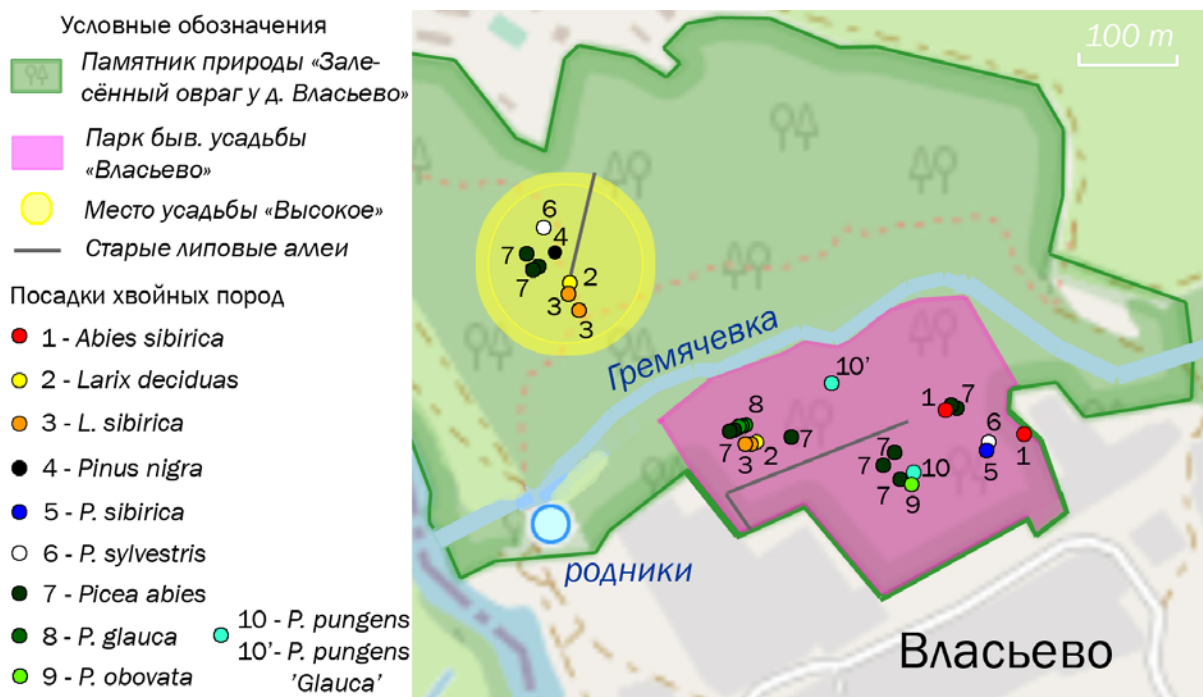 Условные обозначения
Памятник природы «Зале-
сённый овраг у д. Власьево»
Парк быв. усадьбы
«Власьево»
Место усадьбы «Высокое»
Старые липовые аллеи
Посадки хвойных пород
1 - Abies sibirica
2 - Larix deciduas
3 - L. sibirica
4 - Pinus nigra
5 - P. sibirica
6 - P. sylvestris
7 - Picea abies
8 - P. glauca
9 - P. obovata
10 - P. pungens
10' - P. pungens
'Glauca'
100 m
6
4
7
7
2
3
3
Гремячевка
10'
8
7
3
2
7
1
7
6
5
1
7
7
7
10
9
родники
Власьево